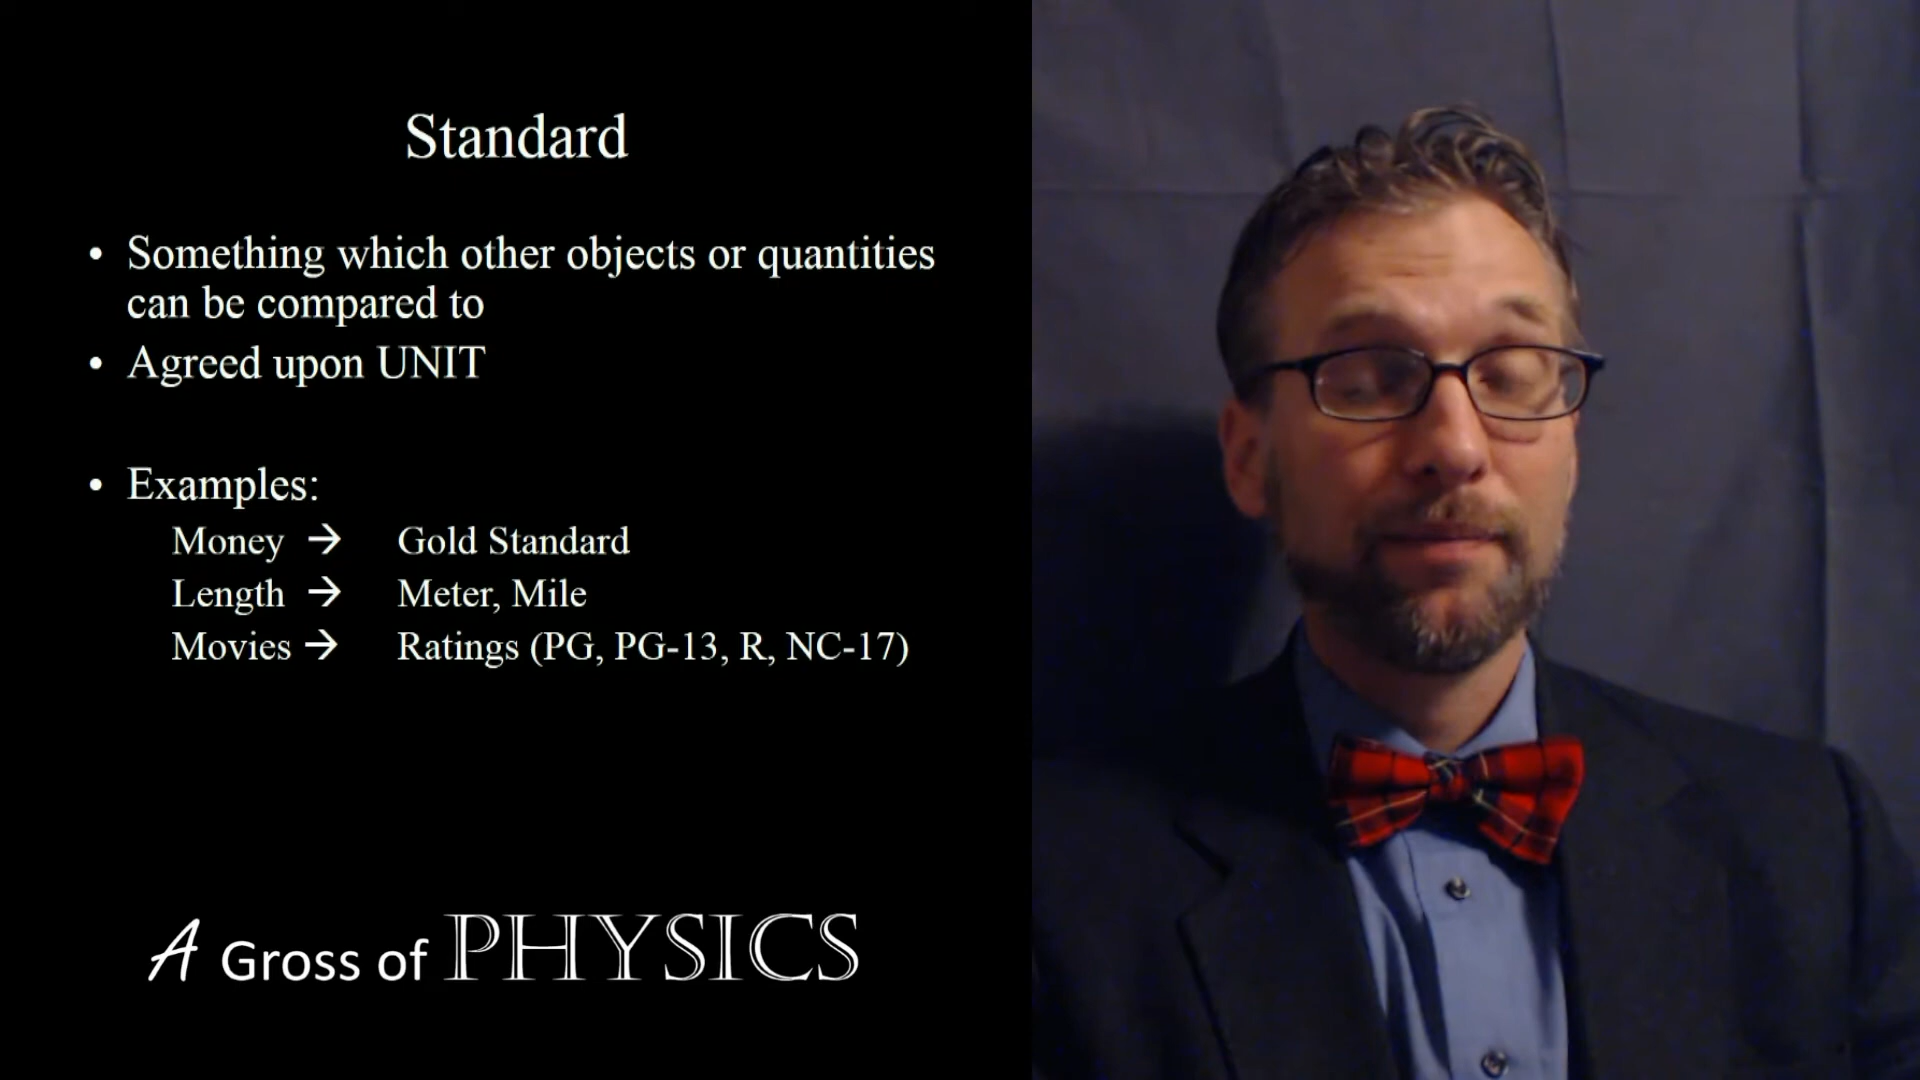 Standard
• Something which other objects or quantities
can be compared to
• Agreed upon UNIT
• Examples:
Money → Gold Standard
Length → Meter, Mile
Movies → Ratings (PG, PG-13, R, NC-17)
A Gross of PHYSICS